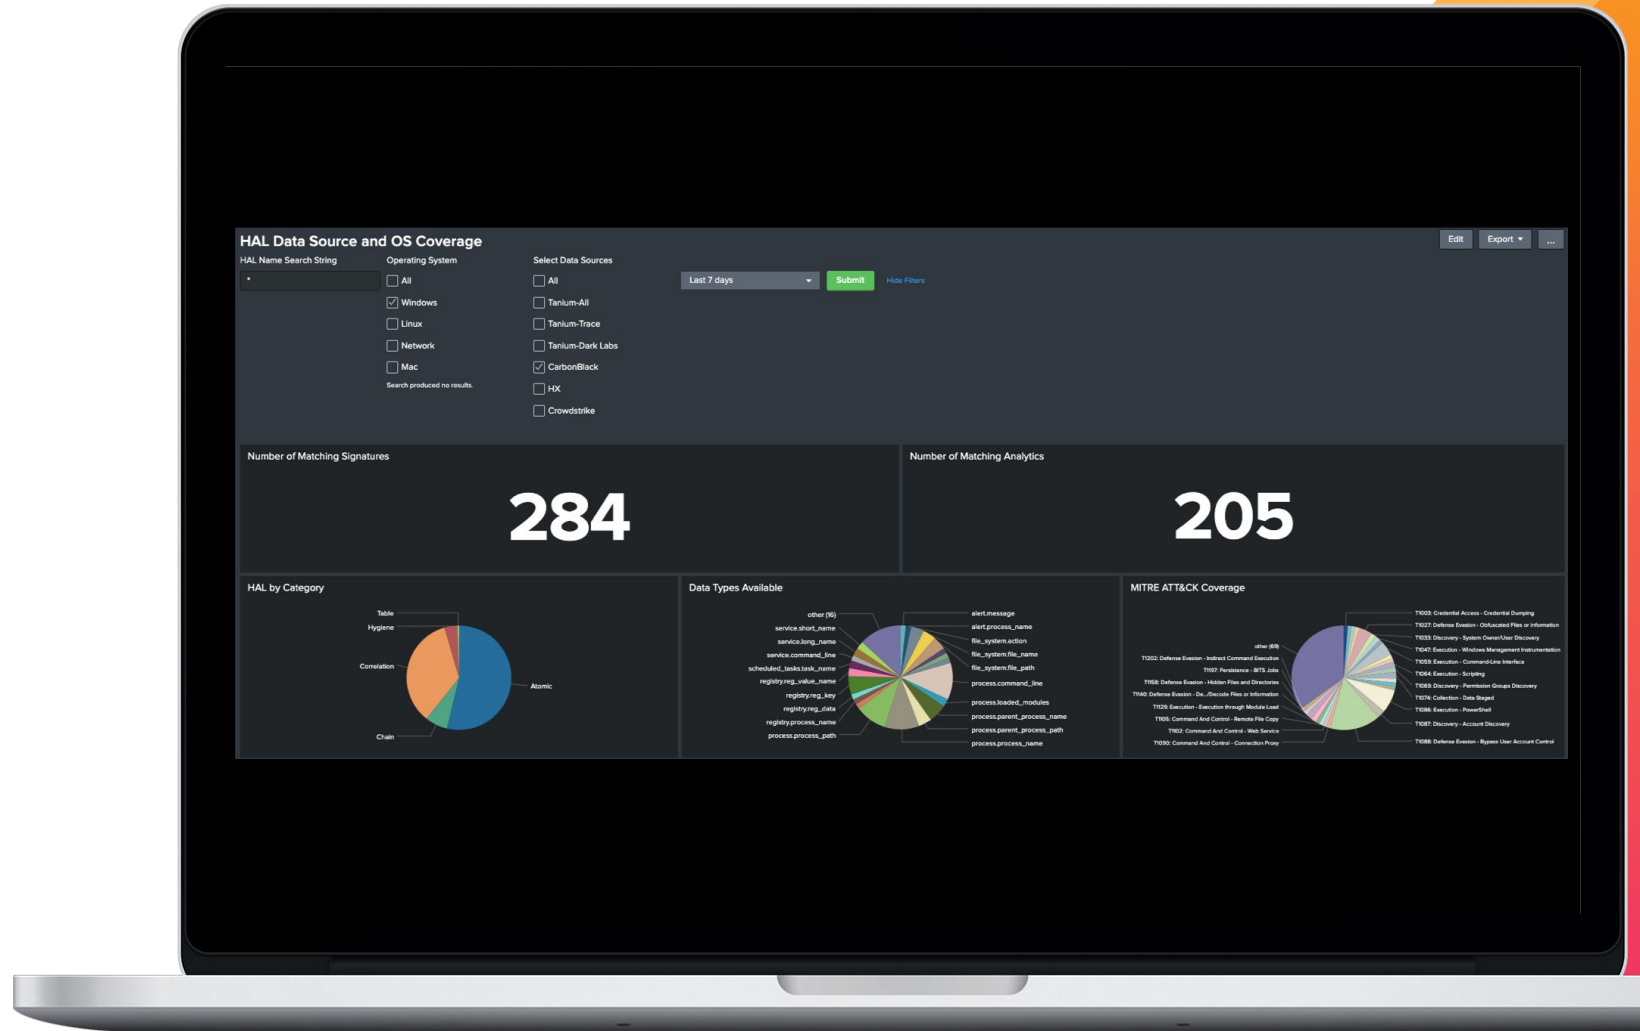 HAL Data Source and OS Coverage
Edit
Export
...
HAL Name Search String
*
Operating System
All
Windows
Linux
Network
Mac
Search produced no results.
Select Data Sources
All
Tanium-All
Tanium-Trace
Tanium-Dark Labs
CarbonBlack
HX
Crowdstrike
Last 7 days
Submit
Hide Filters
Number of Matching Signatures
284
Number of Matching Analytics
205
HAL by Category
Table
Hygiene
Correlation
Chain
Atomic
Data Types Available
other (16)
service.short_name
service.long_name
service.command_line
scheduled_tasks.task_name
registry.reg_value_name
registry.reg_key
registry.reg_data
registry.process_name
process.process_path
alert.message
alert.process_name
file_system.action
file_system.file_name
file_system.file_path
process.command_line
process.loaded_modules
process.parent_process_name
process.parent_process_path
process.process_name
MITRE ATT&CK Coverage
other (69)
T1202: Defense Evasion - Indirect Command Execution
T1197: Persistence - BITS Jobs
T1158: Defense Evasion - Hidden Files and Directories
T1140: Defense Evasion - De.../Decode Files or Information
T1129: Execution - Execution through Module Load
T1105: Command And Control - Remote File Copy
T1102: Command And Control - Web Service
T1090: Command And Control - Connection Proxy
T1003: Credential Access - Credential Dumping
T1027: Defense Evasion - Obfuscated Files or Information
T1033: Discovery - System Owner/User Discovery
T1047: Execution - Windows Management Instrumentation
T1059: Execution - Command-Line Interface
T1064: Execution - Scripting
T1069: Discovery - Permission Groups Discovery
T1074: Collection - Data Staged
T1086: Execution - PowerShell
T1087: Discovery - Account Discovery
T1088: Defense Evasion - Bypass User Account Control